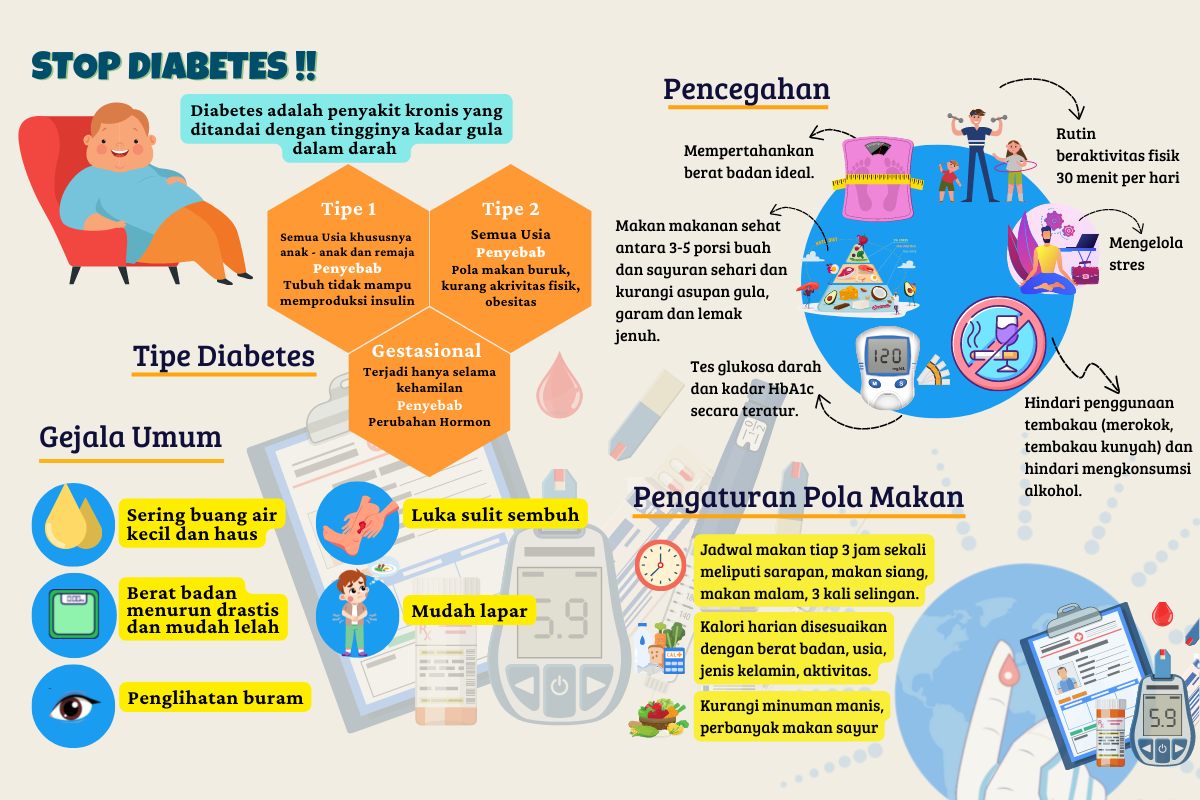 STOP DIABETES !!
Diabetes adalah penyakit kronis yang
ditandai dengan tingginya kadar gula
dalam darah
Tipe 1
Semua Usia khususnya
anak - anak dan remaja
Penyebab
Tubuh tidak mampu
memproduksi insulin
Tipe 2
Semua Usia
Penyebab
Pola makan buruk,
kurang akrivitas fisik,
obesitas
Gestasional
Terjadi hanya selama
kehamilan
Penyebab
Perubahan Hormon
Tipe Diabetes
Gejala Umum
Sering buang air
kecil dan haus
Berat badan
menurun drastis
dan mudah lelah
Penglihatan buram
Luka sulit sembuh
Mudah lapar
5.9
Rx
Pencegahan
Mempertahankan
berat badan ideal.
Rutin
beraktivitas fisik
30 menit per hari
Makan makanan sehat
antara 3-5 porsi buah
dan sayuran sehari dan
kurangi asupan gula,
garam dan lemak
jenuh.
Mengelola
stres
Tes glukosa darah
dan kadar HbA1c
secara teratur.
120
M S
Hindari penggunaan
tembakau (merokok,
tembakau kunyah) dan
hindari mengkonsumsi
alkohol.
Pengaturan Pola Makan
Jadwal makan tiap 3 jam sekali
meliputi sarapan, makan siang,
makan malam, 3 kali selingan.
Kalori harian disesuaikan
dengan berat badan, usia,
jenis kelamin, aktivitas.
Kurangi minuman manis,
perbanyak makan sayur
5.9